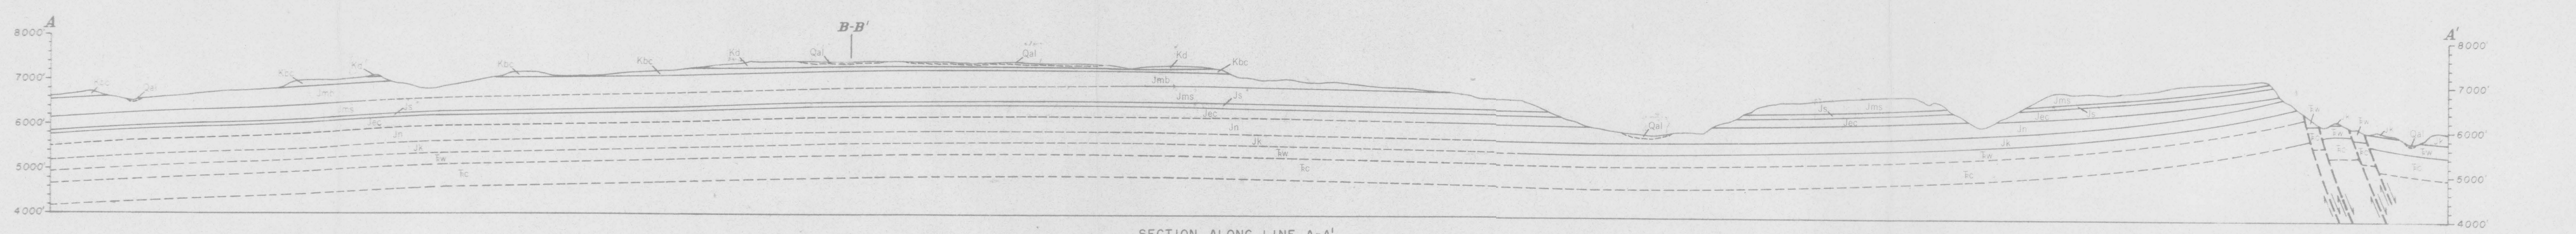 A
B-B'
A'
8000'
8000'
Kd
Qal
Qal
Kd
Kbc
Kbc
Kbc
Kbc
Kd
7000'
Kbc
Qal
Jmb
7000'
Jms
Js
Jms
Js
Jms
Js
Jms
Js
6000'
Jec
Jec
Jec
Jec
Jn
Jn
Qal
Jn
Qal
6000'
Jk
Jk
Jk
T̅w
T̅w
T̅w
T̅w
T̅w
5000'
T̅c
T̅c
T̅c
T̅c
T̅c
5000'
4000'
4000'
SECTION ALONG LINE A-A'